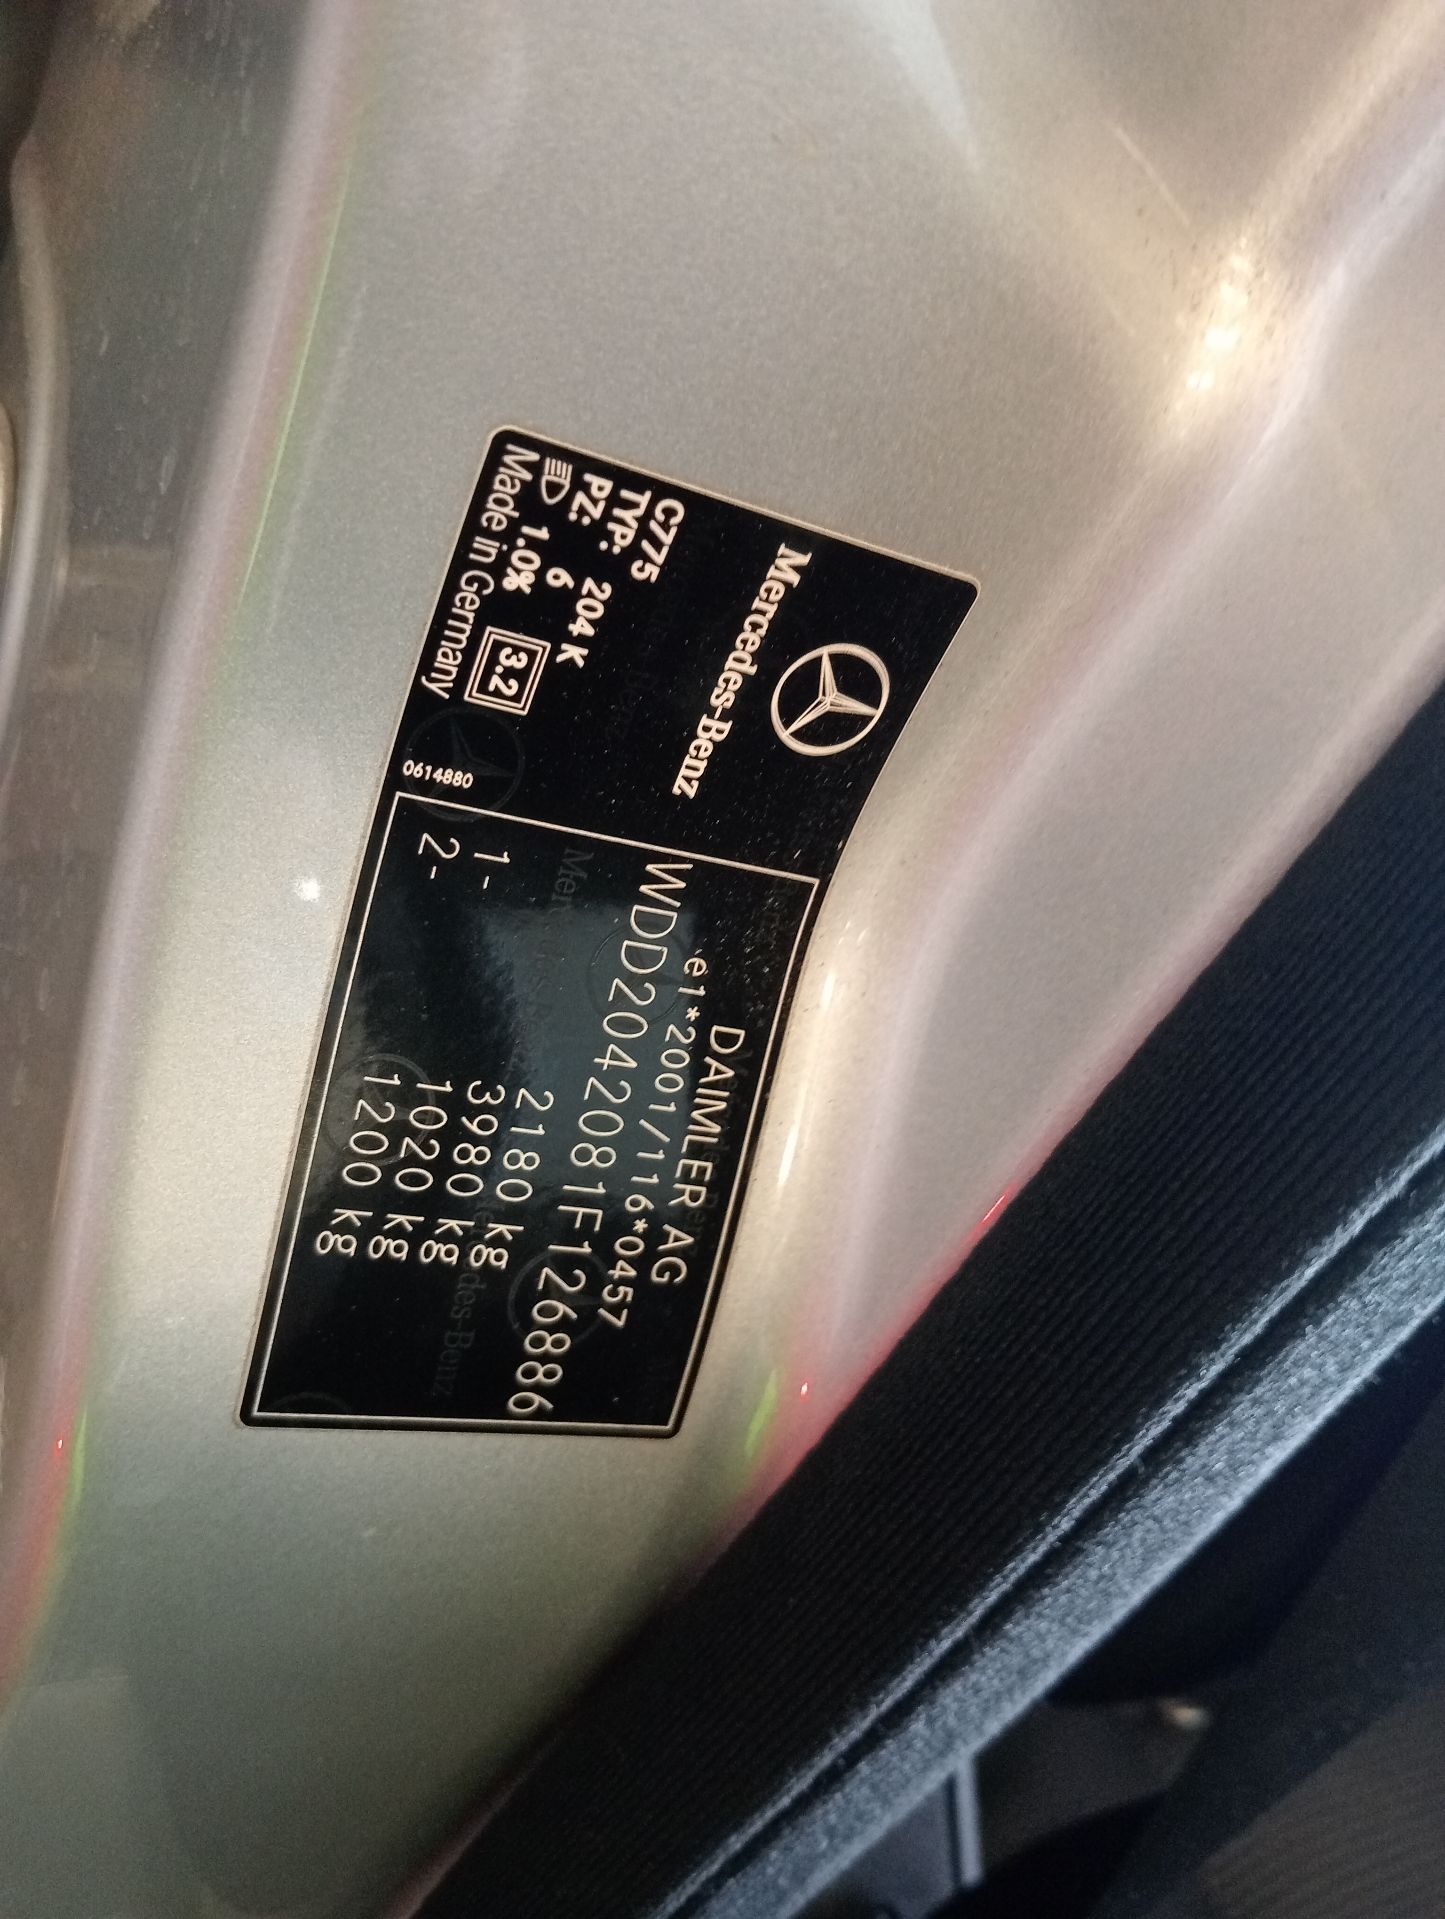 Mercedes-Benz
C775
TYP: 204 K
PZ: 6
1.0% 3.2
Made in Germany
0614880
DAIMLER AG
e1*2001/116*0457
WDD2042081F126886
2180 kg
3980 kg
1- 1020 kg
2- 1200 kg